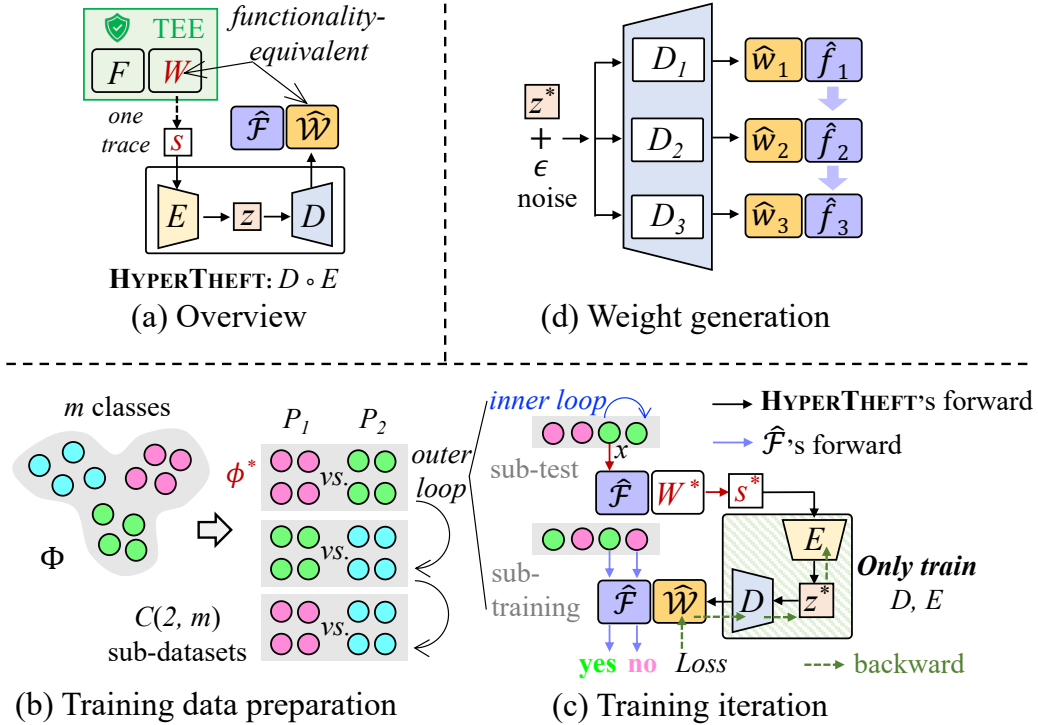 TEE
F W
functionality-
equivalent
one
trace
s
F̂ Ŵ
E z D
HYPERTHEFT: D ∘ E
(a) Overview
z*
+
ϵ
noise
D1
D2
D3
ŵ1 f̂1
ŵ2 f̂2
ŵ3 f̂3
(d) Weight generation
m classes
Φ
P1 P2
ϕ*
vs.
vs.
vs.
outer
loop
C(2, m)
sub-datasets
(b) Training data preparation
inner loop
x
sub-test
F̂ W* s*
HYPERTHEFT's forward
F̂'s forward
sub-
training
F̂ Ŵ D z*
E
Only train
D, E
yes no
Loss
backward
(c) Training iteration